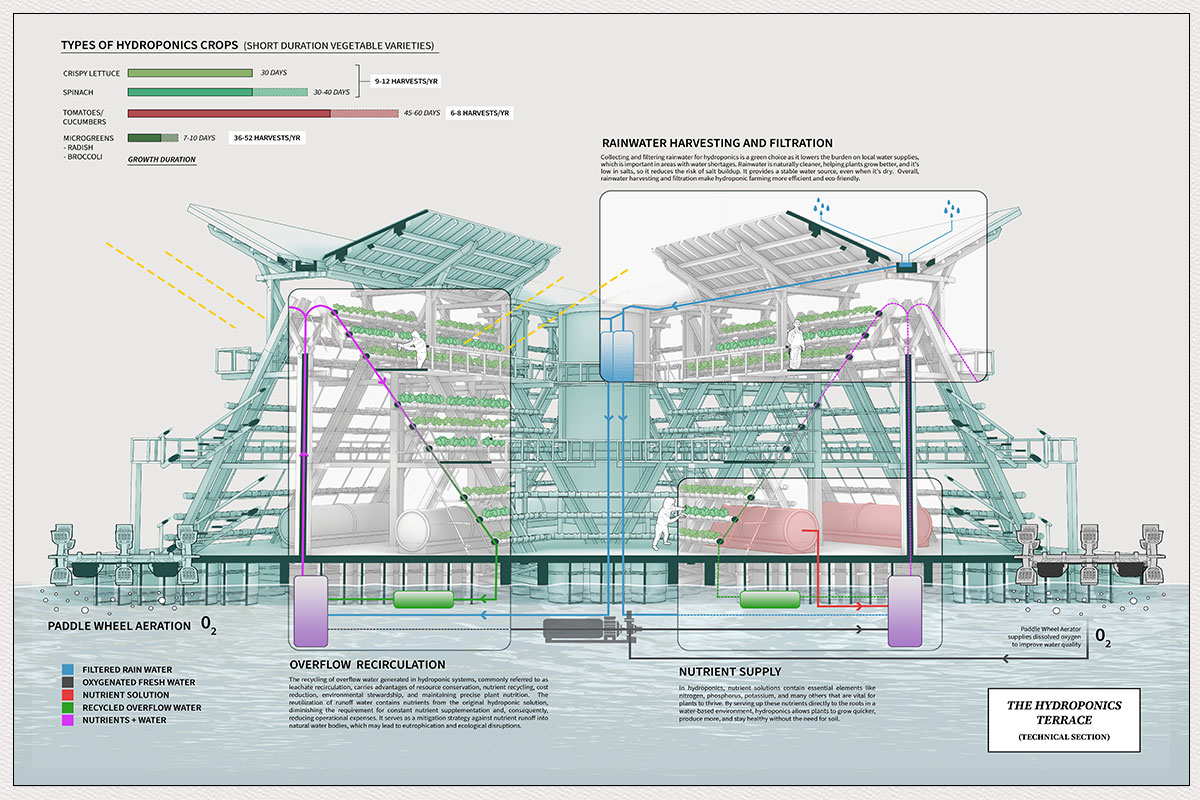 TYPES OF HYDROPONICS CROPS (SHORT DURATION VEGETABLE VARIETIES)
CRISPY LETTUCE
30 DAYS
9-12 HARVESTS/YR
SPINACH
30-40 DAYS
TOMATOES/
CUCUMBERS
45-60 DAYS
6-8 HARVESTS/YR
MICROGREENS
- RADISH
- BROCCOLI
7-10 DAYS
36-52 HARVESTS/YR
GROWTH DURATION
RAINWATER HARVESTING AND FILTRATION
Collecting and filtering rainwater for hydroponics is a green choice as it lowers the burden on local water supplies,
which is important in areas with water shortages. Rainwater is naturally cleaner, helping plants grow better, and it's
low in salts, so it reduces the risk of salt buildup. It provides a stable water source, even when it's dry. Overall,
rainwater harvesting and filtration make hydroponic farming more efficient and eco-friendly.
PADDLE WHEEL AERATION O2
Paddle Wheel Aerator
supplies dissolved oxygen
to improve water quality
O2
FILTERED RAIN WATER
OXYGENATED FRESH WATER
NUTRIENT SOLUTION
RECYCLED OVERFLOW WATER
NUTRIENTS + WATER
OVERFLOW RECIRCULATION
The recycling of overflow water generated in hydroponic systems, commonly referred to as
leachate recirculation, carries advantages of resource conservation, nutrient recycling, cost
reduction, environmental stewardship, and maintaining precise plant nutrition. The
reutilization of runoff water contains nutrients from the original hydroponic solution,
diminishing the requirement for constant nutrient supplementation and, consequently,
reducing operational expenses. It serves as a mitigation strategy against nutrient runoff into
natural water bodies, which may lead to eutrophication and ecological disruptions.
NUTRIENT SUPPLY
In hydroponics, nutrient solutions contain essential elements like
nitrogen, phosphorus, potassium, and many others that are vital for
plants to thrive. By serving up these nutrients directly to the roots in a
water-based environment, hydroponics allows plants to grow quicker,
produce more, and stay healthy without the need for soil.
THE HYDROPONICS
TERRACE
(TECHNICAL SECTION)